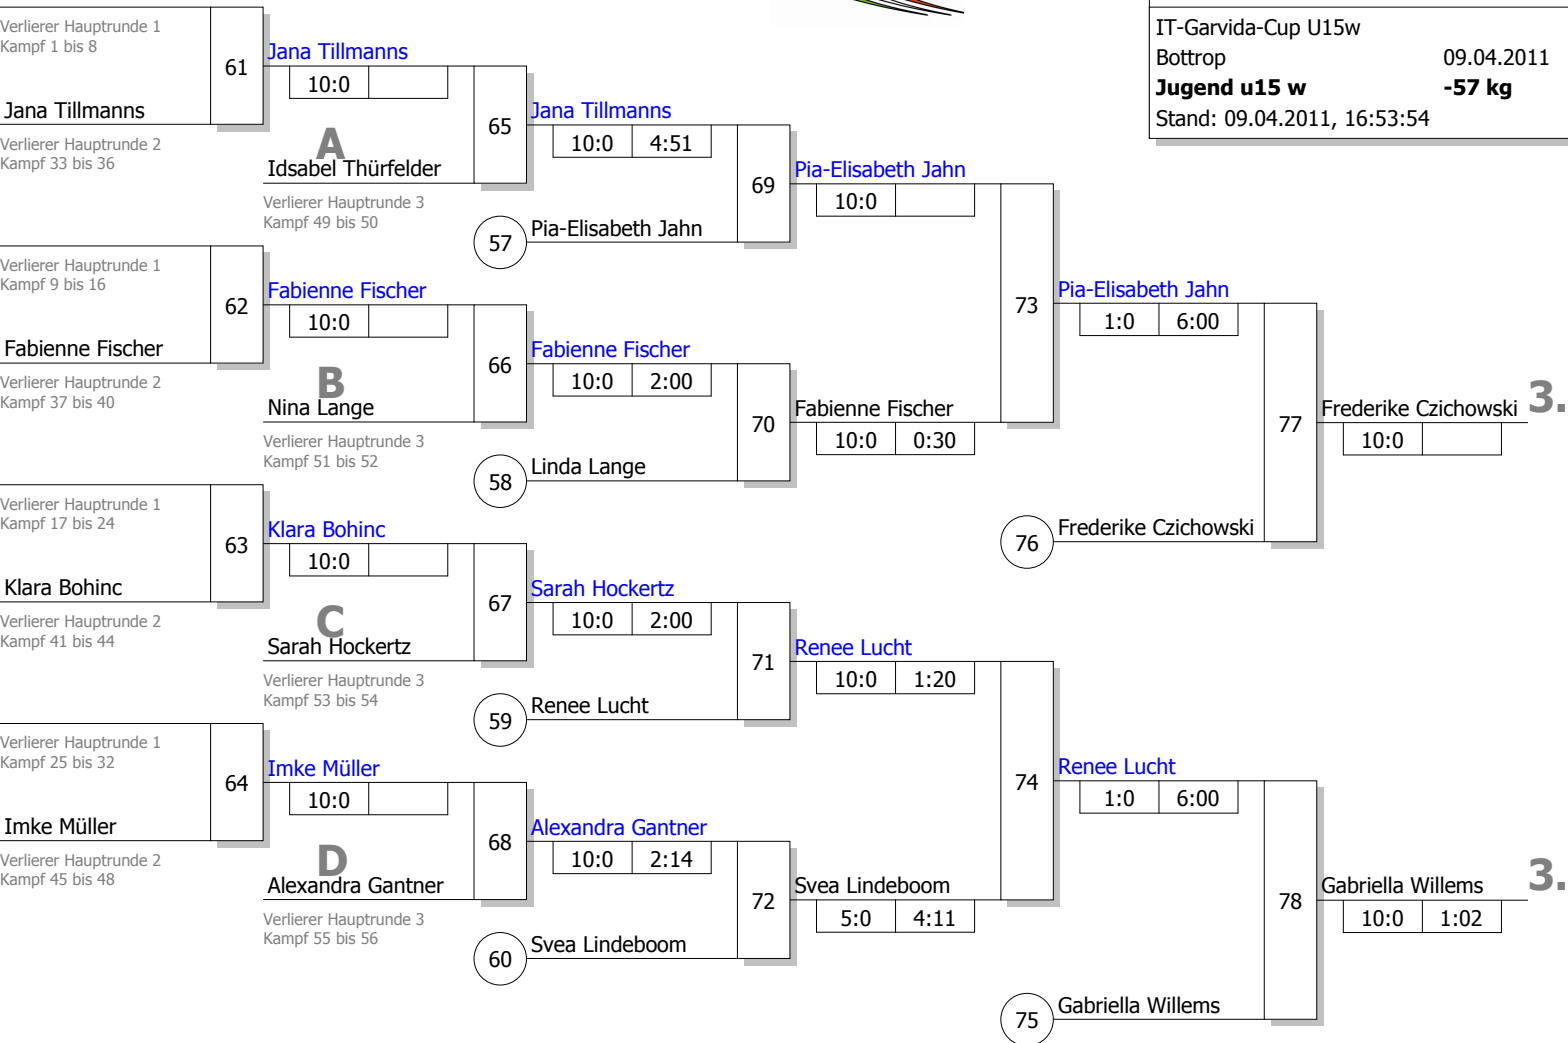 IT-Garvida-Cup U15w
Bottrop 09.04.2011
Jugend u15 w -57 kg
Stand: 09.04.2011, 16:53:54
Verlierer Hauptrunde 1
Kampf 1 bis 8
61
Jana Tillmanns
10:0
Jana Tillmanns
Verlierer Hauptrunde 2
Kampf 33 bis 36
A
Idsabel Thürfelder
Verlierer Hauptrunde 3
Kampf 49 bis 50
65
Jana Tillmanns
10:0 4:51
57
Pia-Elisabeth Jahn
69
Pia-Elisabeth Jahn
10:0
Verlierer Hauptrunde 1
Kampf 9 bis 16
62
Fabienne Fischer
10:0
Fabienne Fischer
Verlierer Hauptrunde 2
Kampf 37 bis 40
B
Nina Lange
Verlierer Hauptrunde 3
Kampf 51 bis 52
66
Fabienne Fischer
10:0 2:00
58
Linda Lange
70
Fabienne Fischer
10:0 0:30
73
Pia-Elisabeth Jahn
1:0 6:00
76
Frederike Czichowski
77
Frederike Czichowski
10:0
3.
Verlierer Hauptrunde 1
Kampf 17 bis 24
63
Klara Bohinc
10:0
Klara Bohinc
Verlierer Hauptrunde 2
Kampf 41 bis 44
C
Sarah Hockertz
Verlierer Hauptrunde 3
Kampf 53 bis 54
67
Sarah Hockertz
10:0 2:00
59
Renee Lucht
71
Renee Lucht
10:0 1:20
Verlierer Hauptrunde 1
Kampf 25 bis 32
64
Imke Müller
10:0
Imke Müller
Verlierer Hauptrunde 2
Kampf 45 bis 48
D
Alexandra Gantner
Verlierer Hauptrunde 3
Kampf 55 bis 56
68
Alexandra Gantner
10:0 2:14
60
Svea Lindeboom
72
Svea Lindeboom
5:0 4:11
74
Renee Lucht
1:0 6:00
75
Gabriella Willems
78
Gabriella Willems
10:0 1:02
3.